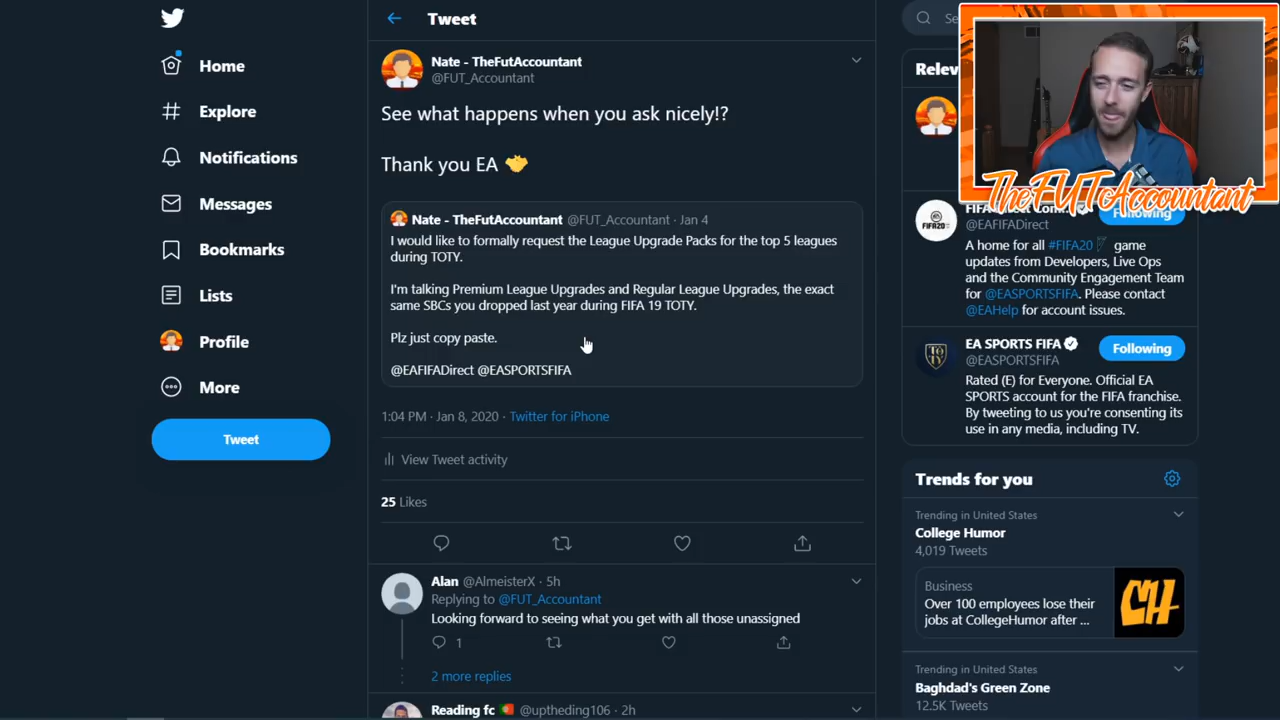 Home
Explore
Notifications
Messages
Bookmarks
Lists
Profile
More
Tweet
Tweet
Nate - TheFutAccountant
@FUT_Accountant
See what happens when you ask nicely!?
Thank you EA 🤝
Nate - TheFutAccountant @FUT_Accountant · Jan 4
I would like to formally request the League Upgrade Packs for the top 5 leagues
during TOTY.
I'm talking Premium League Upgrades and Regular League Upgrades, the exact
same SBCs you dropped last year during FIFA 19 TOTY.
Plz just copy paste.
@EAFIFADirect @EASPORTSFIFA
1:04 PM · Jan 8, 2020 · Twitter for iPhone
View Tweet activity
25 Likes
Alan @AlmeisterX · 5h
Replying to @FUT_Accountant
Looking forward to seeing what you get with all those unassigned
1
2 more replies
Reading fc 🇵🇹 @uptheding106 · 2h
TheFUTAccountant
Following
FIFA20
@EAFIFADirect
A home for all #FIFA20 game
updates from Developers, Live Ops
and the Community Engagement Team
for @EASPORTSFIFA. Please contact
@EAHelp for account issues.
EA SPORTS FIFA
@EASPORTSFIFA
Following
TOTY
Rated (E) for Everyone. Official EA
SPORTS account for the FIFA franchise.
By tweeting to us you're consenting its
use in any media, including TV.
Trends for you
Trending in United States
College Humor
4,019 Tweets
Business
Over 100 employees lose their
jobs at CollegeHumor after ...
CH
Trending in United States
Baghdad's Green Zone
12.5K Tweets